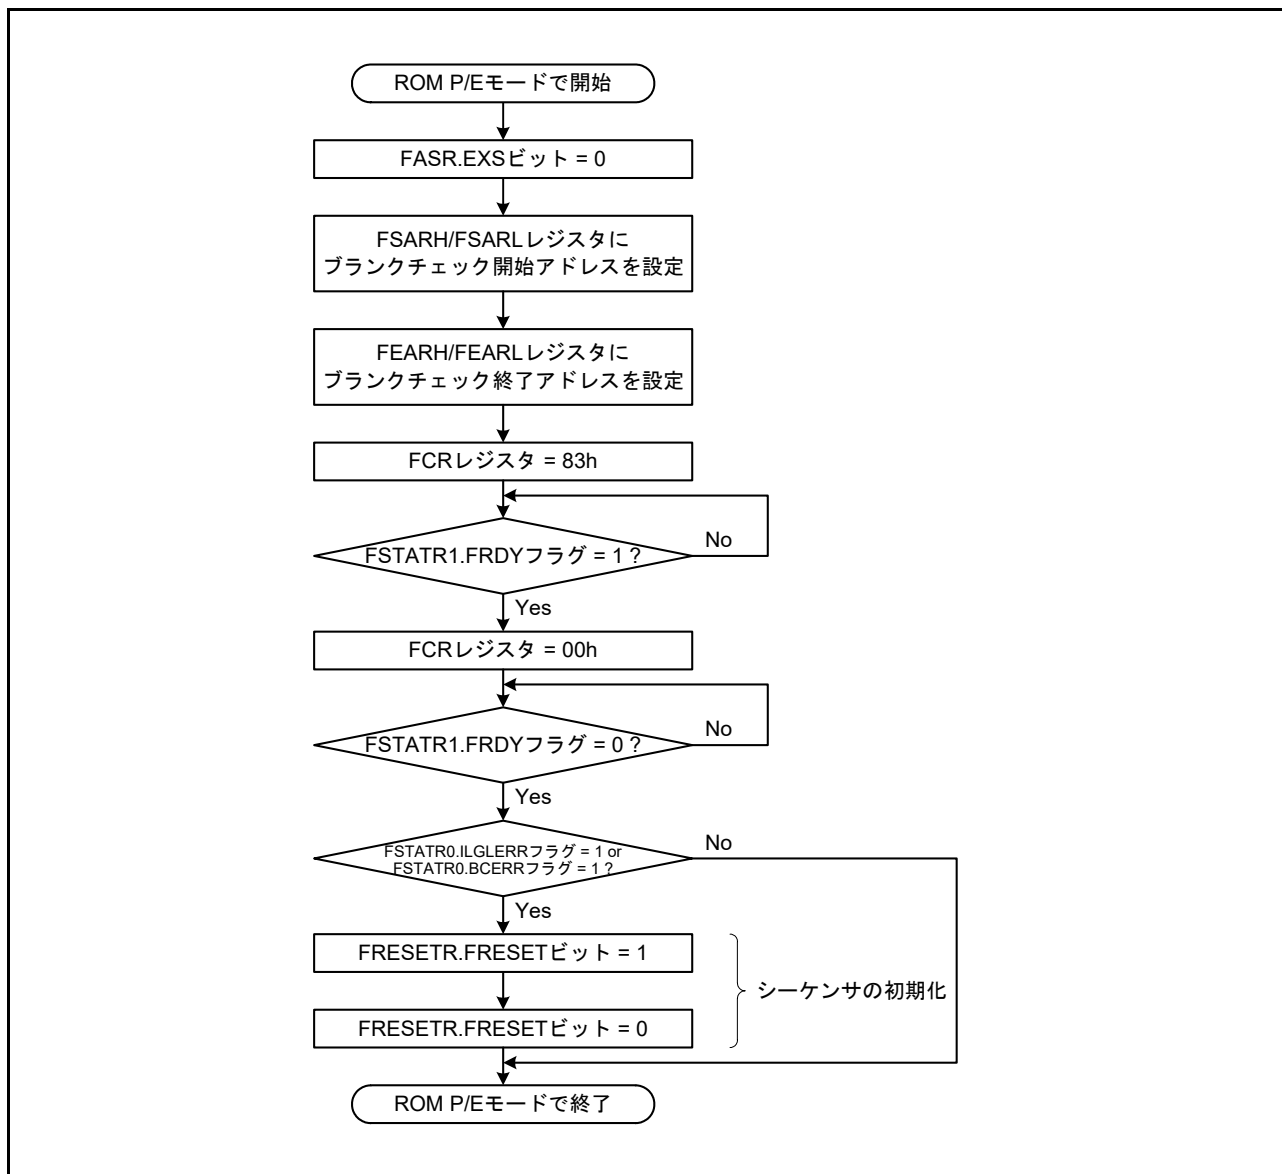 ROM P/Eモードで開始
FASR.EXSビット = 0
FSARH/FSARLレジスタに
ブランクチェック開始アドレスを設定
FEARH/FEARLレジスタに
ブランクチェック終了アドレスを設定
FCRレジスタ = 83h
FSTATR1.FRDYフラグ = 1 ?
No
Yes
FCRレジスタ = 00h
FSTATR1.FRDYフラグ = 0 ?
No
Yes
FSTATR0.ILGLERRフラグ = 1 or
FSTATR0.BCERRフラグ = 1 ?
No
Yes
FRESETR.FRESETビット = 1
シーケンサの初期化
FRESETR.FRESETビット = 0
ROM P/Eモードで終了